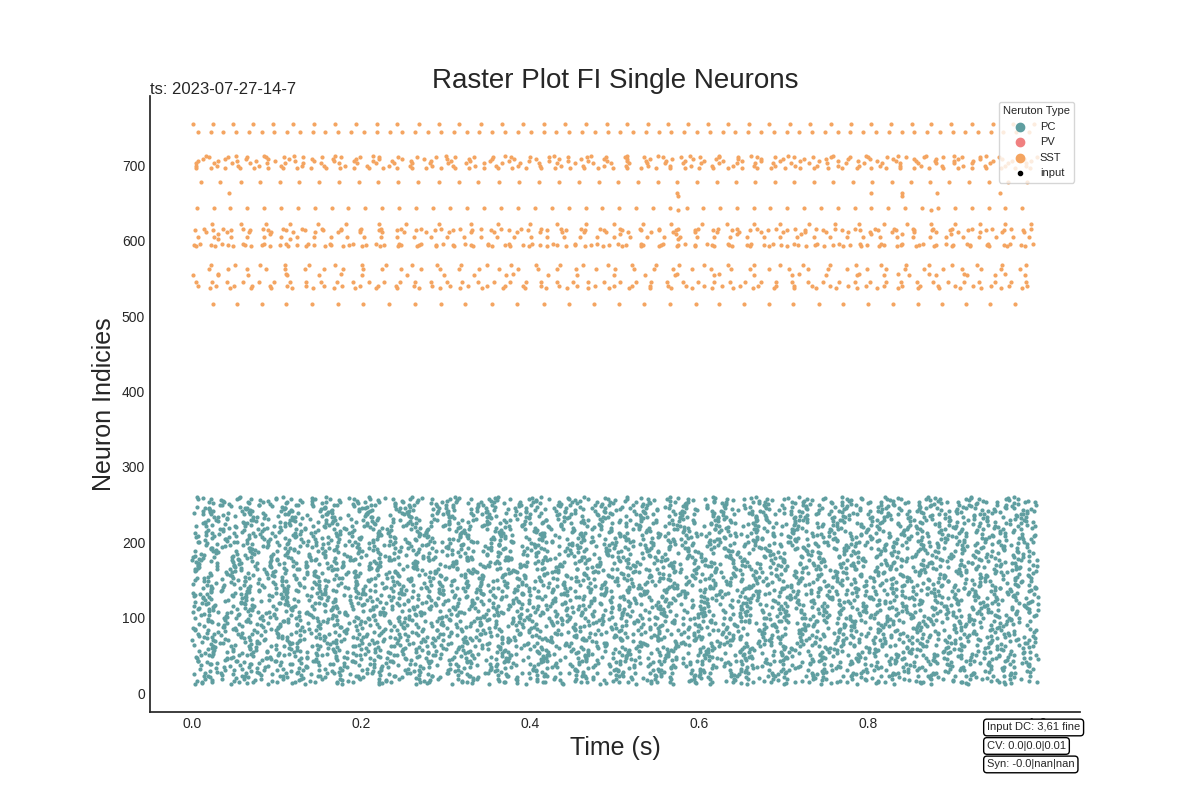 Raster Plot FI Single Neurons
ts: 2023-07-27-14-7
Neruton Type
PC
PV
SST
input
Neuron Indicies
700
600
500
400
300
200
100
0
0.0 0.2 0.4 0.6 0.8
Time (s)
Input DC: 3,61 fine
CV: 0.0|0.0|0.01
Syn: -0.0|nan|nan